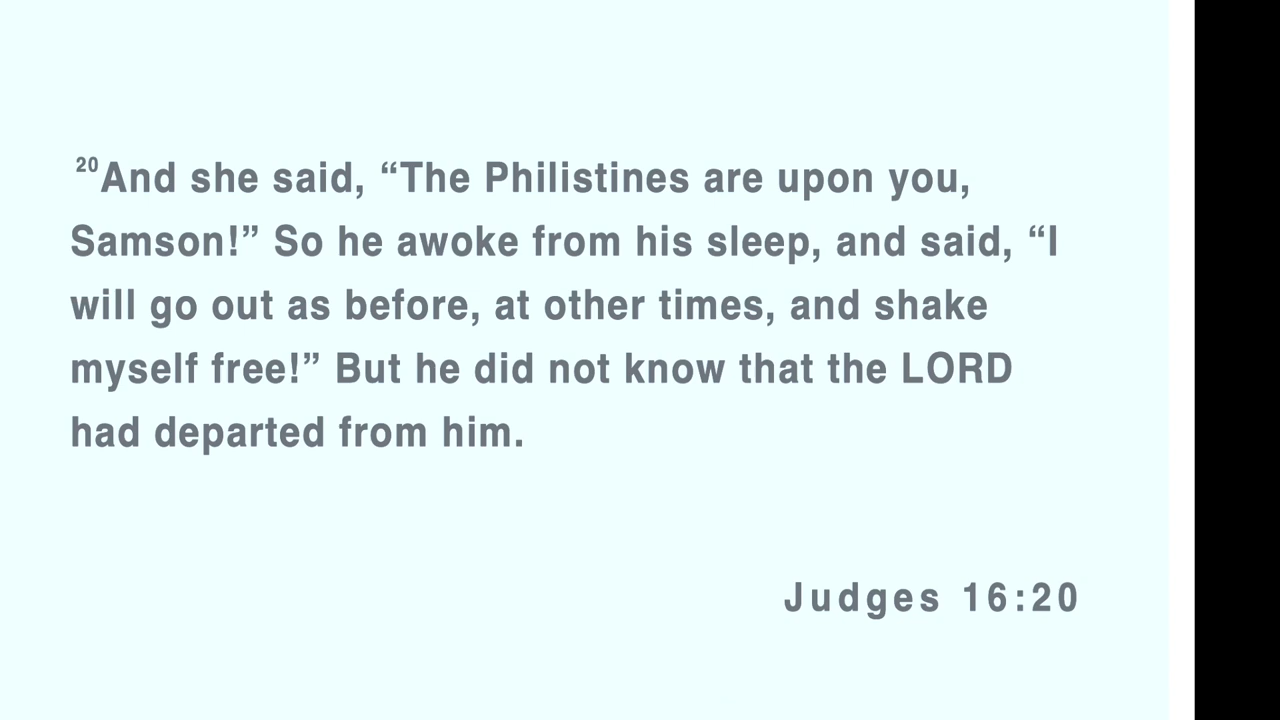 20And she said, “The Philistines are upon you,
Samson!” So he awoke from his sleep, and said, “I
will go out as before, at other times, and shake
myself free!” But he did not know that the LORD
had departed from him.
Judges 16:20